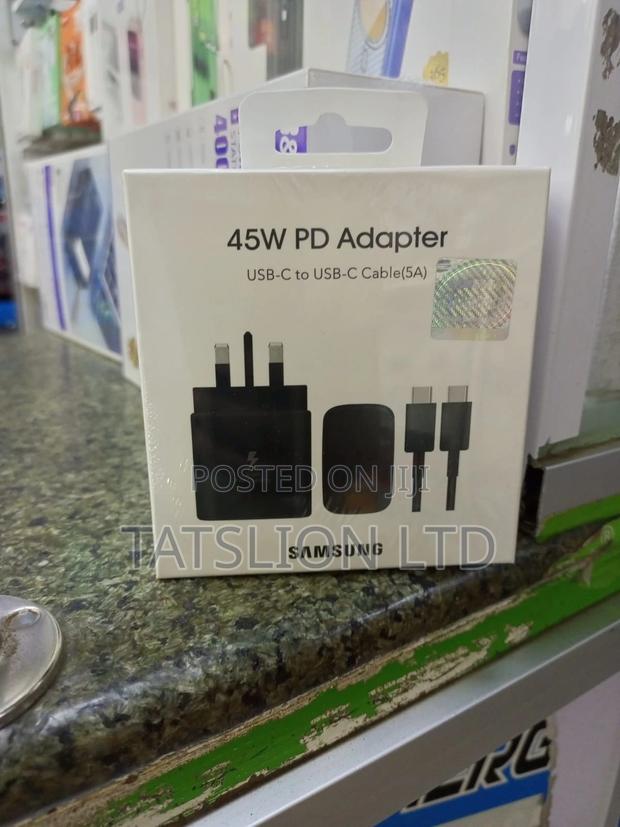 45W PD Adapter
USB-C to USB-C Cable(5A)
POSTED ON JIJI
TATSLION LTD
SAMSUNG